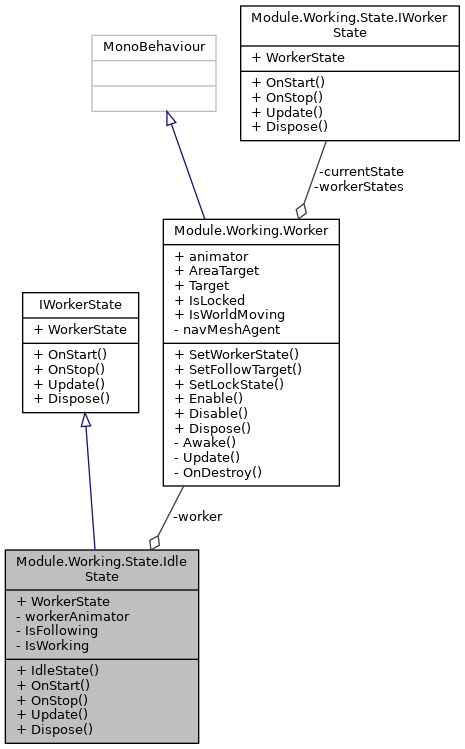 Module.Working.State.IWorker
State
+ WorkerState
+ OnStart()
+ OnStop()
+ Update()
+ Dispose()
MonoBehaviour
-currentState
-workerStates
Module.Working.Worker
+ animator
+ AreaTarget
+ Target
+ IsLocked
+ IsWorldMoving
- navMeshAgent
+ SetWorkerState()
+ SetFollowTarget()
+ SetLockState()
+ Enable()
+ Disable()
+ Dispose()
- Awake()
- Update()
- OnDestroy()
IWorkerState
+ WorkerState
+ OnStart()
+ OnStop()
+ Update()
+ Dispose()
-worker
Module.Working.State.Idle
State
+ WorkerState
- workerAnimator
- IsFollowing
- IsWorking
+ IdleState()
+ OnStart()
+ OnStop()
+ Update()
+ Dispose()